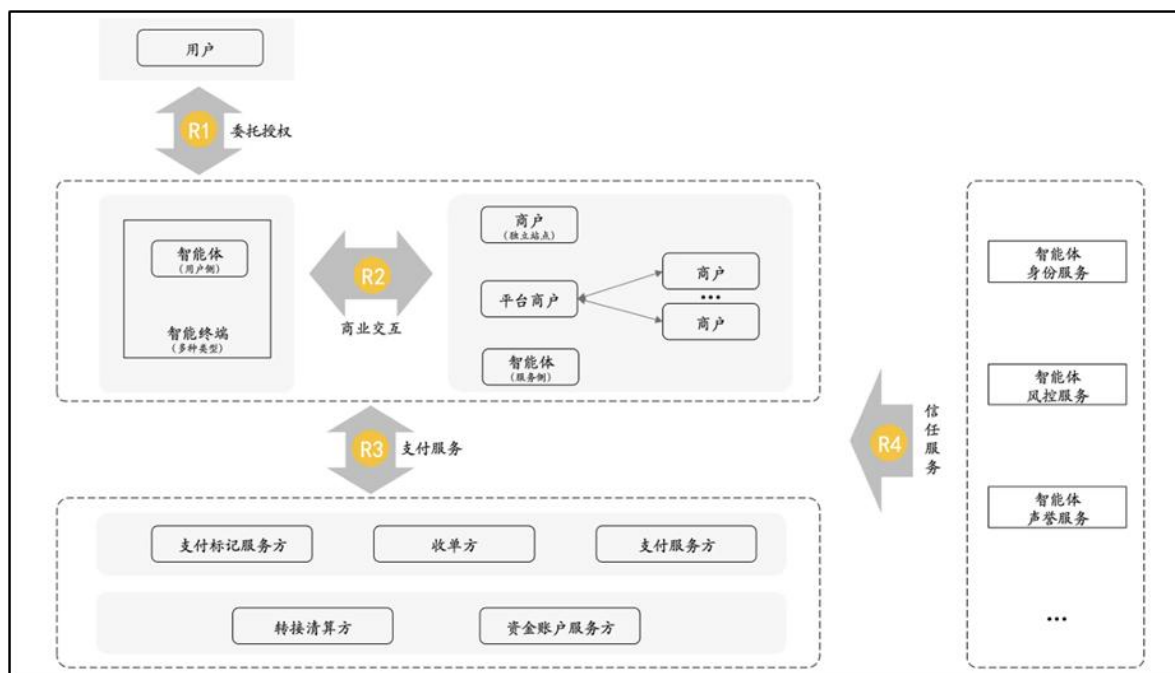 用户
R1
委托授权
智能体
(用户侧)
智能终端
(多种类型)
R2
商业交互
商户
(独立站点)
平台商户
商户
•••
商户
智能体
(服务侧)
R3
支付服务
支付标记服务方
收单方
支付服务方
转接清算方
资金账户服务方
R4
信任服务
智能体
身份服务
智能体
风控服务
智能体
声誉服务
•••